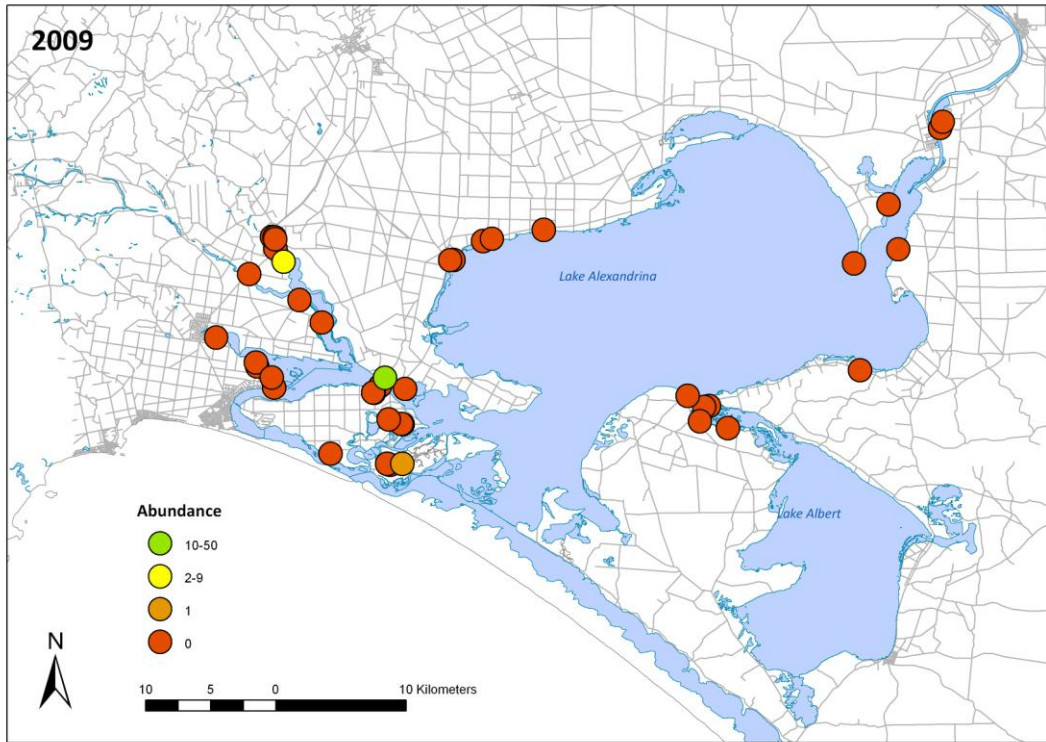 2009
Lake Alexandrina
Lake Albert
Abundance
10-50
2-9
1
0
N
10 5 0 10 Kilometers